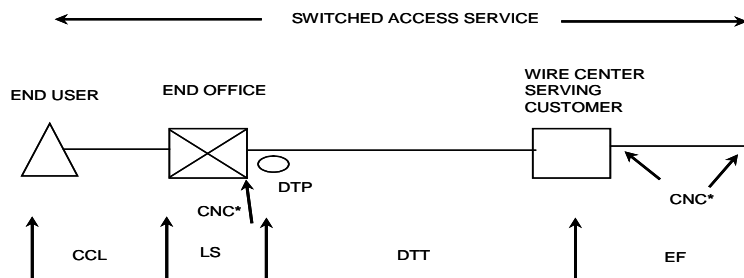 SWITCHED ACCESS SERVICE
END USER
END OFFICE
WIRE CENTER
SERVING
CUSTOMER
DTP
CNC*
CNC*
CCL
LS
DTT
EF